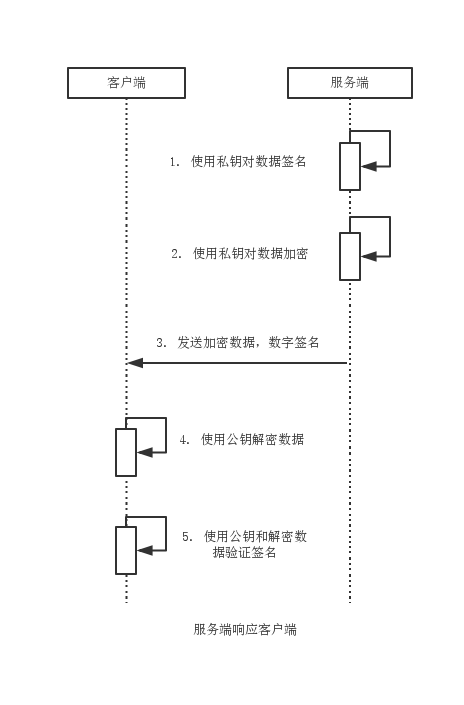 客户端
服务端
1. 使用私钥对数据签名
2. 使用私钥对数据加密
3. 发送加密数据，数字签名
4. 使用公钥解密数据
5. 使用公钥和解密数
据验证签名
服务端响应客户端